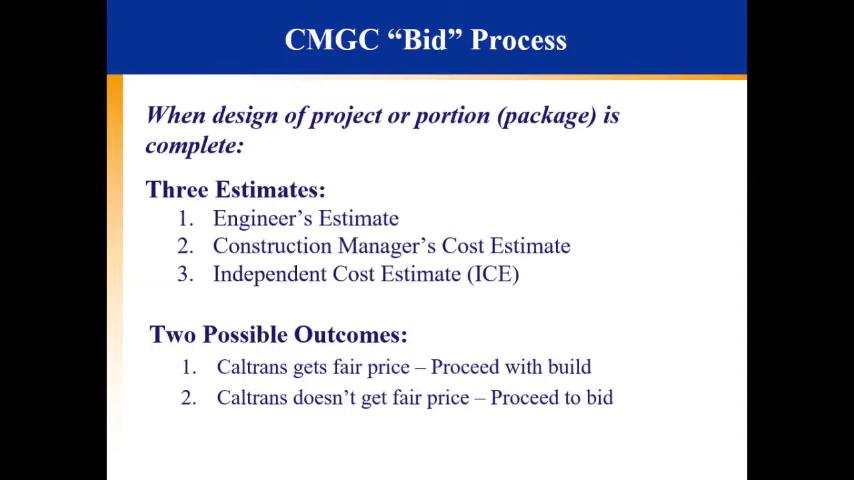 CMGC “Bid” Process
When design of project or portion (package) is
complete:
Three Estimates:
1. Engineer’s Estimate
2. Construction Manager’s Cost Estimate
3. Independent Cost Estimate (ICE)
Two Possible Outcomes:
1. Caltrans gets fair price – Proceed with build
2. Caltrans doesn’t get fair price – Proceed to bid